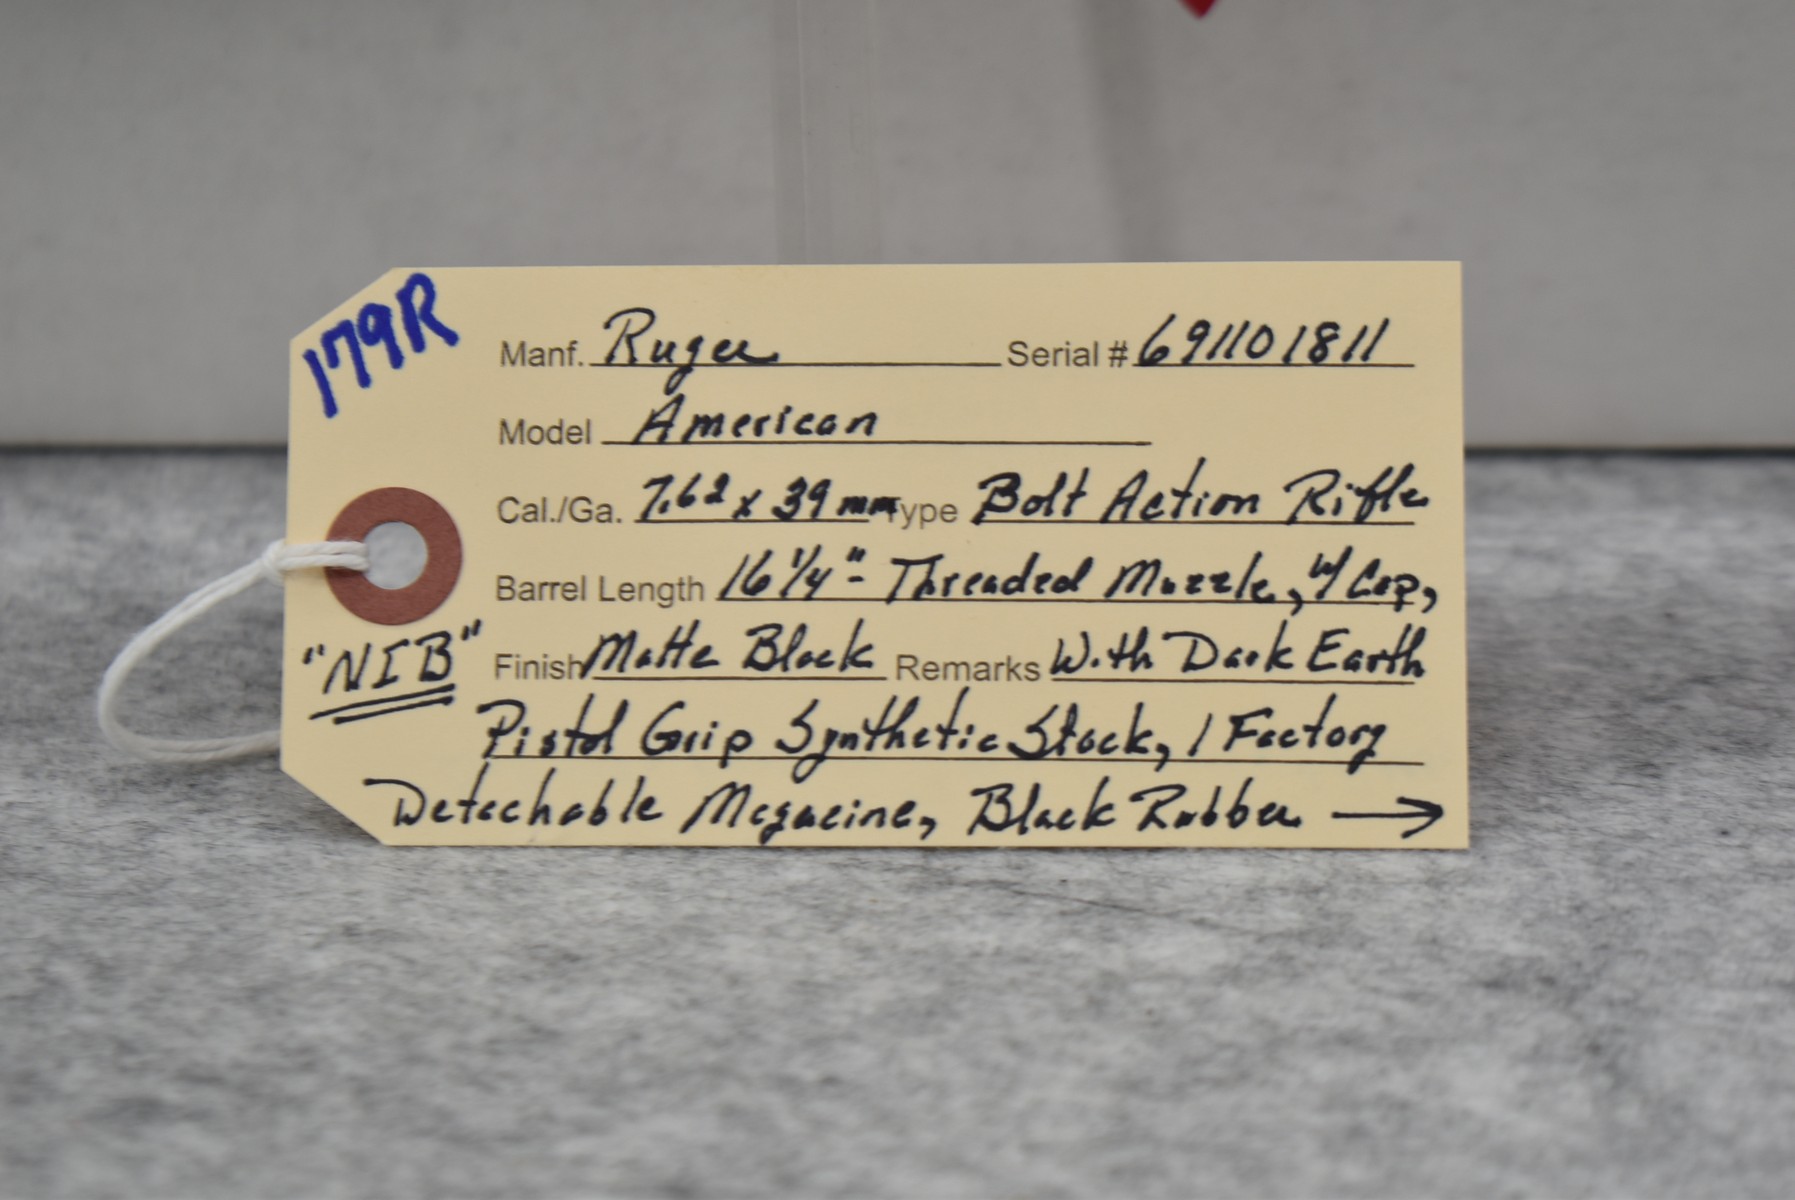 179R
Manf. Ruger Serial # 691101811
Model American
Cal./Ga. 7.62 x 39 mm Type Bolt Action Rifle
Barrel Length 16 1/4" - Threaded Muzzle, w/ Cap,
"NIB"
Finish Matte Black Remarks With Dark Earth
Pistol Grip Synthetic Stock, 1 Factory
Detachable Magazine, Black Rubber →